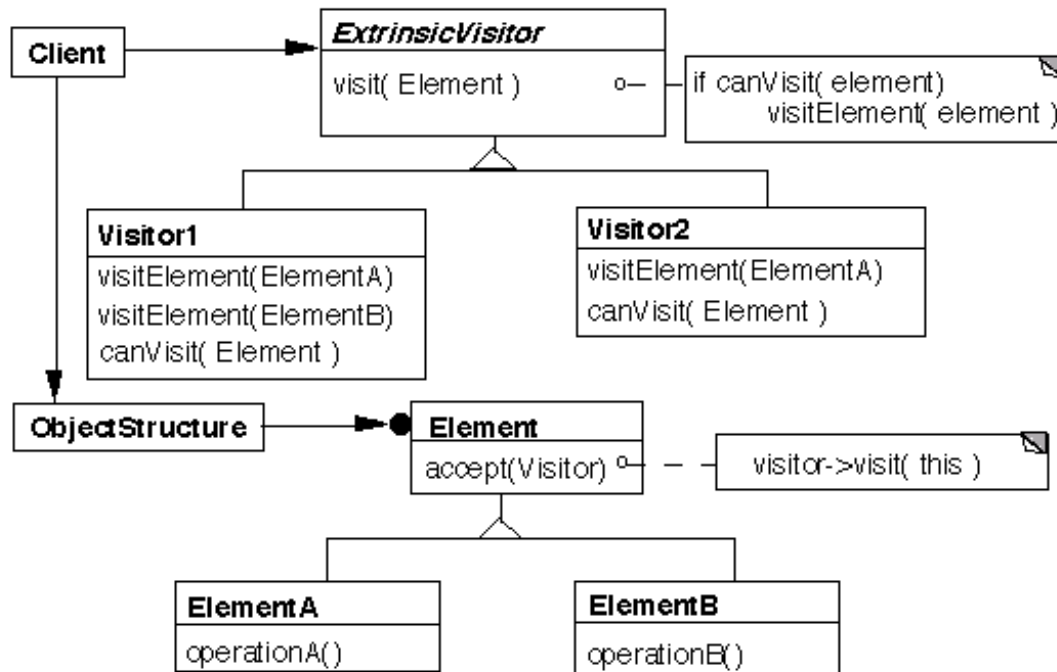 Client
ExtrinsicVisitor
visit( Element )
if canVisit( element)
visitElement( element )
Visitor1
visitElement(ElementA)
visitElement(ElementB)
canVisit( Element )
Visitor2
visitElement(ElementA)
canVisit( Element )
ObjectStructure
Element
accept(Visitor)
visitor->visit( this )
ElementA
operationA()
ElementB
operationB()